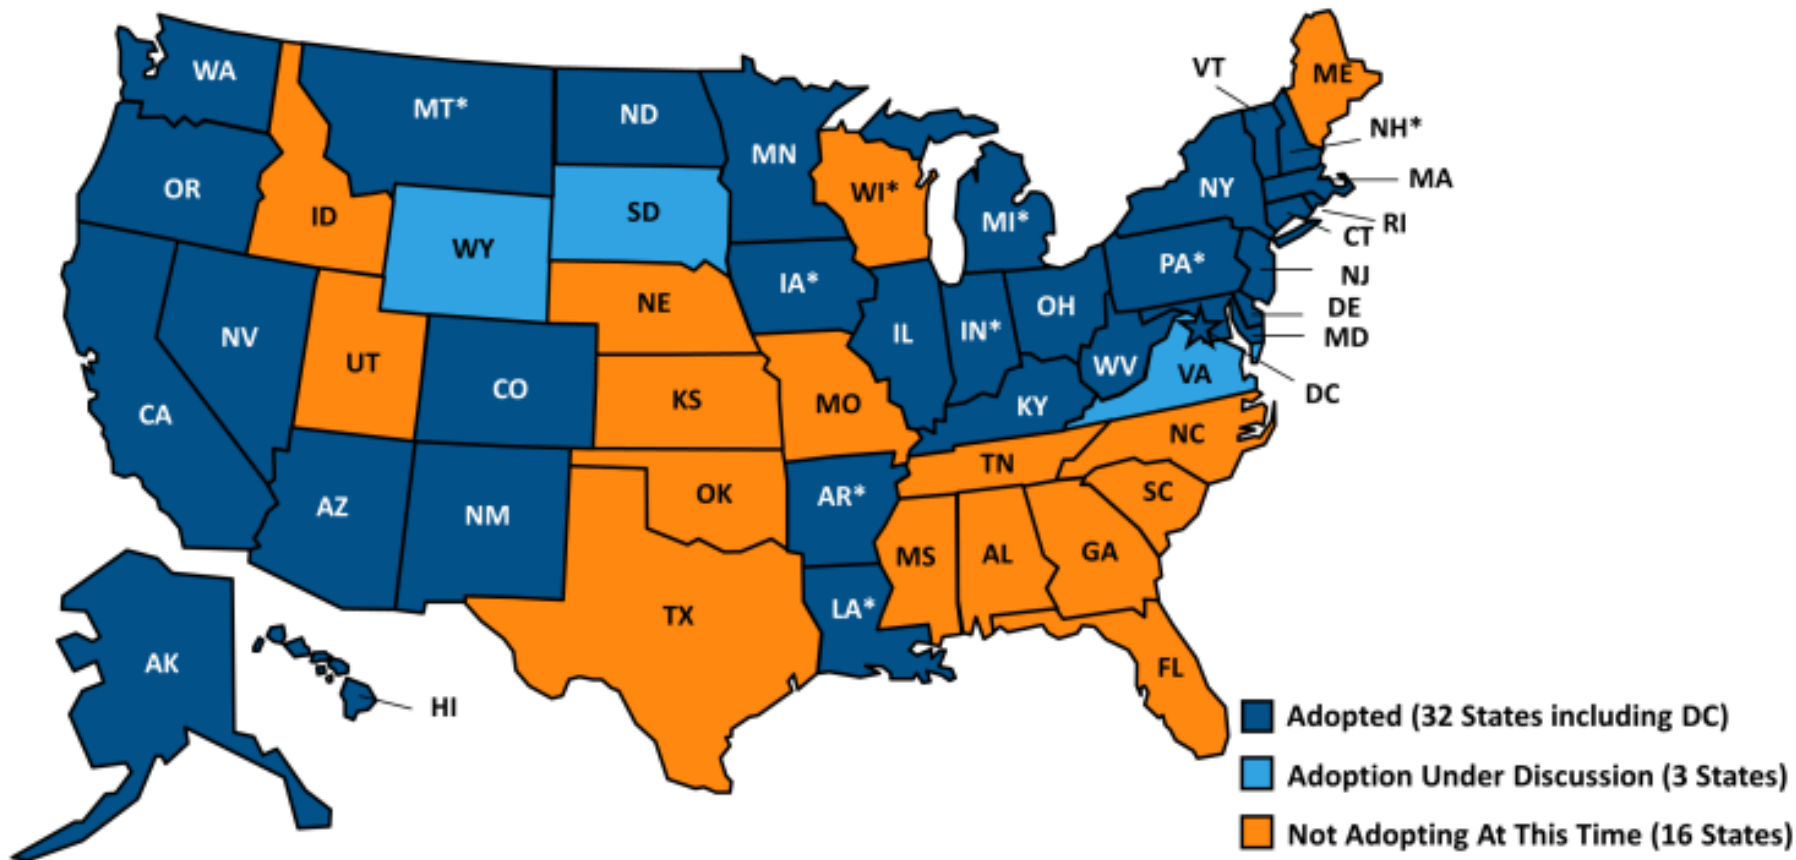 VT
ME
WA
MT*
ND
NH*
MN
OR
ID
WI*
NY
MA
SD
MI*
RI
WY
CT
PA*
NJ
IA*
NE
OH
DE
NV
IL
IN*
MD
UT
WV
VA
CO
DC
CA
KS
MO
KY
NC
TN
AZ
NM
OK
AR*
SC
MS
AL
GA
TX
LA*
AK
FL
HI
Adopted (32 States including DC)
Adoption Under Discussion (3 States)
Not Adopting At This Time (16 States)